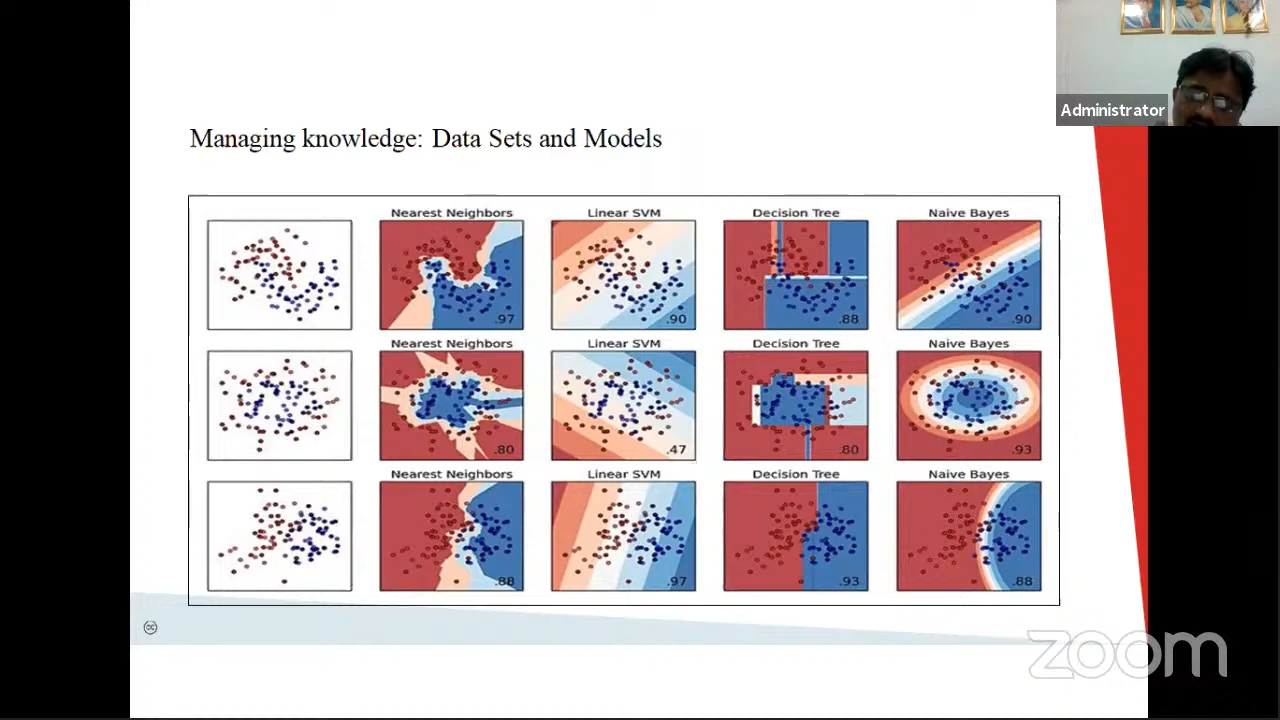 Administrator
Managing knowledge: Data Sets and Models
Nearest Neighbors Linear SVM Decision Tree Naive Bayes
.97 .90 .88 .90
Nearest Neighbors Linear SVM Decision Tree Naive Bayes
.80 .47 .80 .93
Nearest Neighbors Linear SVM Decision Tree Naive Bayes
.88 .97 .93 .88
cc
zoom